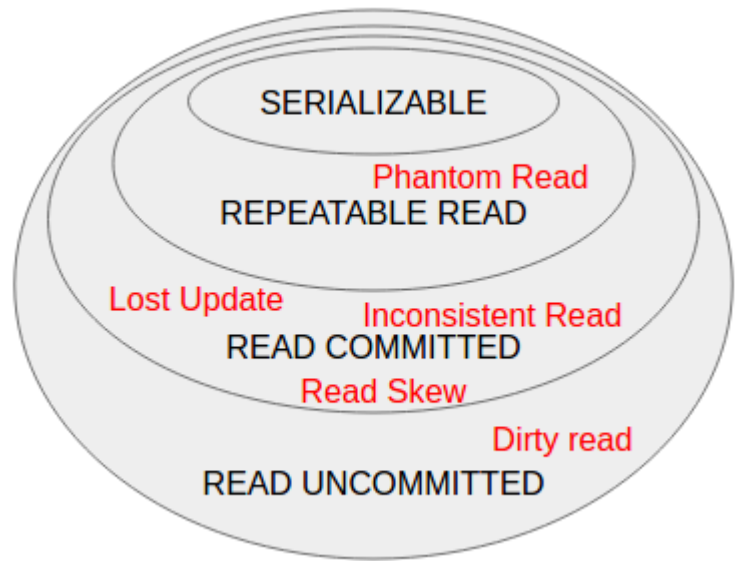 SERIALIZABLE
Phantom Read
REPEATABLE READ
Lost Update
Inconsistent Read
READ COMMITTED
Read Skew
Dirty read
READ UNCOMMITTED